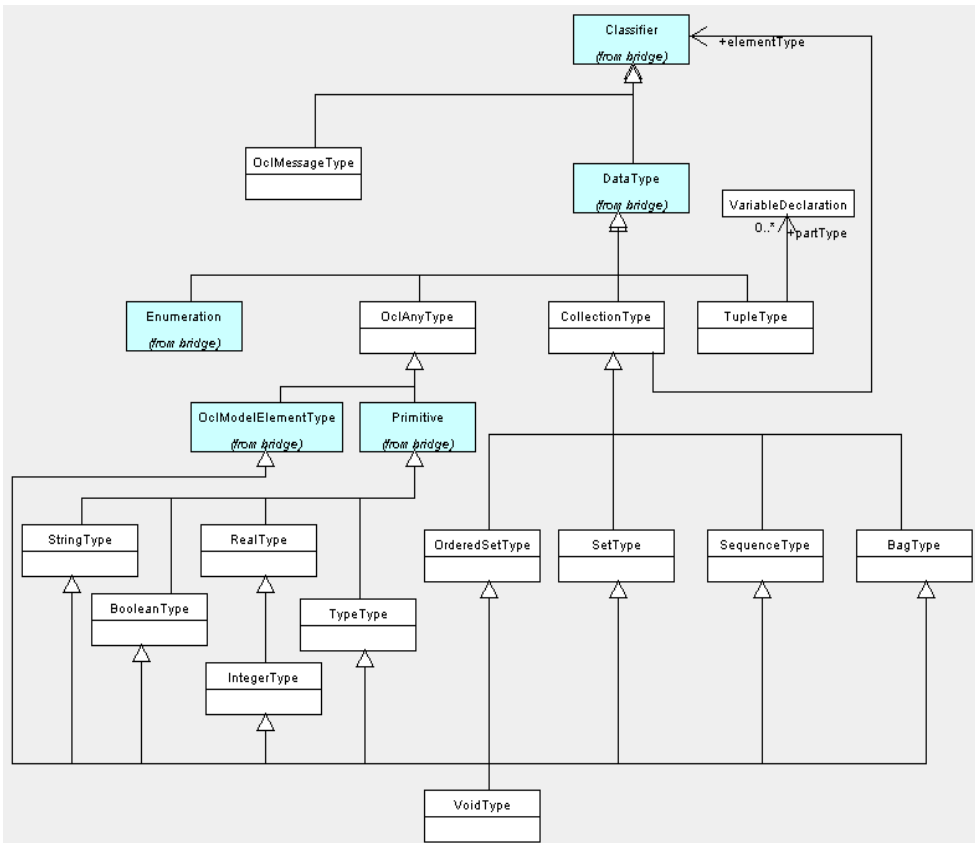 Classifier
(from bridge)
+elementType
OclMessageType
DataType
(from bridge)
VariableDeclaration
0..*
+partType
Enumeration
(from bridge)
OclAnyType
CollectionType
TupleType
OclModelElementType
(from bridge)
Primitive
(from bridge)
StringType
RealType
OrderedSetType
SetType
SequenceType
BagType
BooleanType
TypeType
IntegerType
VoidType